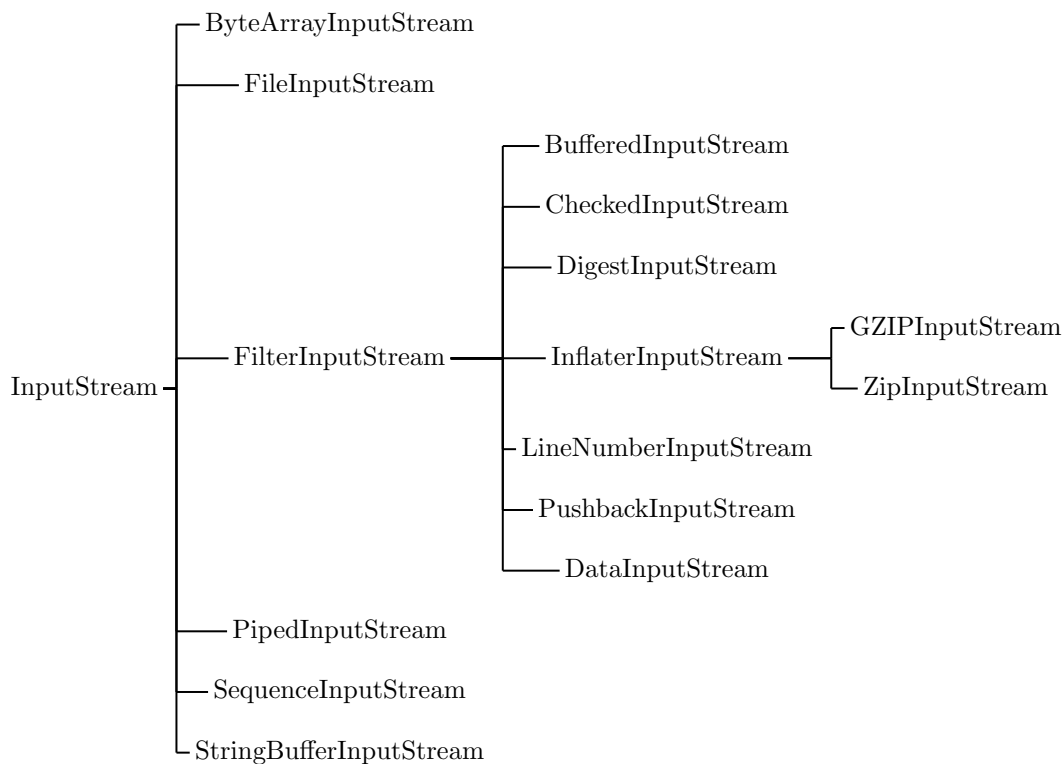 ByteArrayInputStream
FileInputStream
BufferedInputStream
CheckedInputStream
DigestInputStream
GZIPInputStream
FilterInputStream
InflaterInputStream
InputStream
ZipInputStream
LineNumberInputStream
PushbackInputStream
DataInputStream
PipedInputStream
SequenceInputStream
StringBufferInputStream